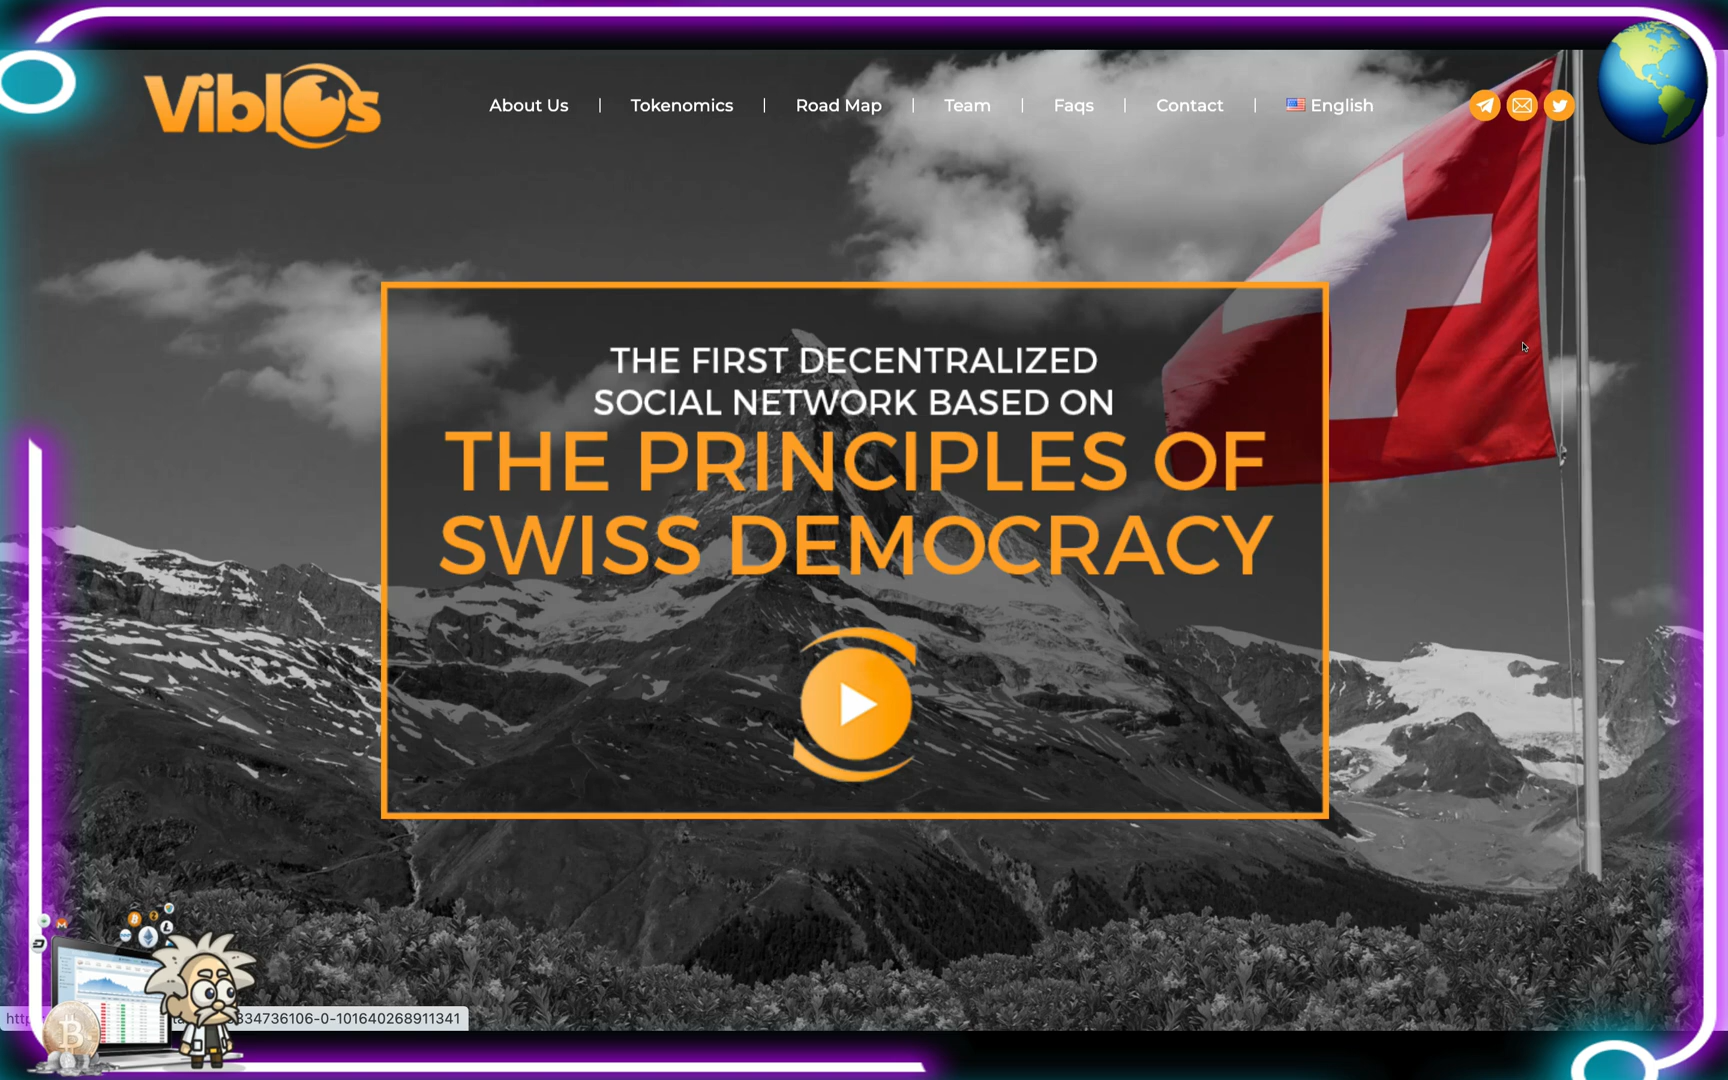 Viblos
About Us
Tokenomics
Road Map
Team
Faqs
Contact
English
THE FIRST DECENTRALIZED
SOCIAL NETWORK BASED ON
THE PRINCIPLES OF
SWISS DEMOCRACY
334736106-0-101640268911341